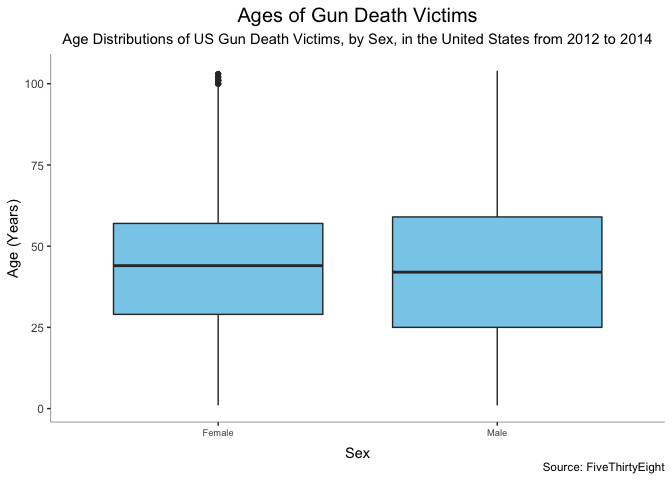 Ages of Gun Death Victims
Age Distributions of US Gun Death Victims, by Sex, in the United States from 2012 to 2014
100
75
50
25
0
Age (Years)
Female
Male
Sex
Source: FiveThirtyEight